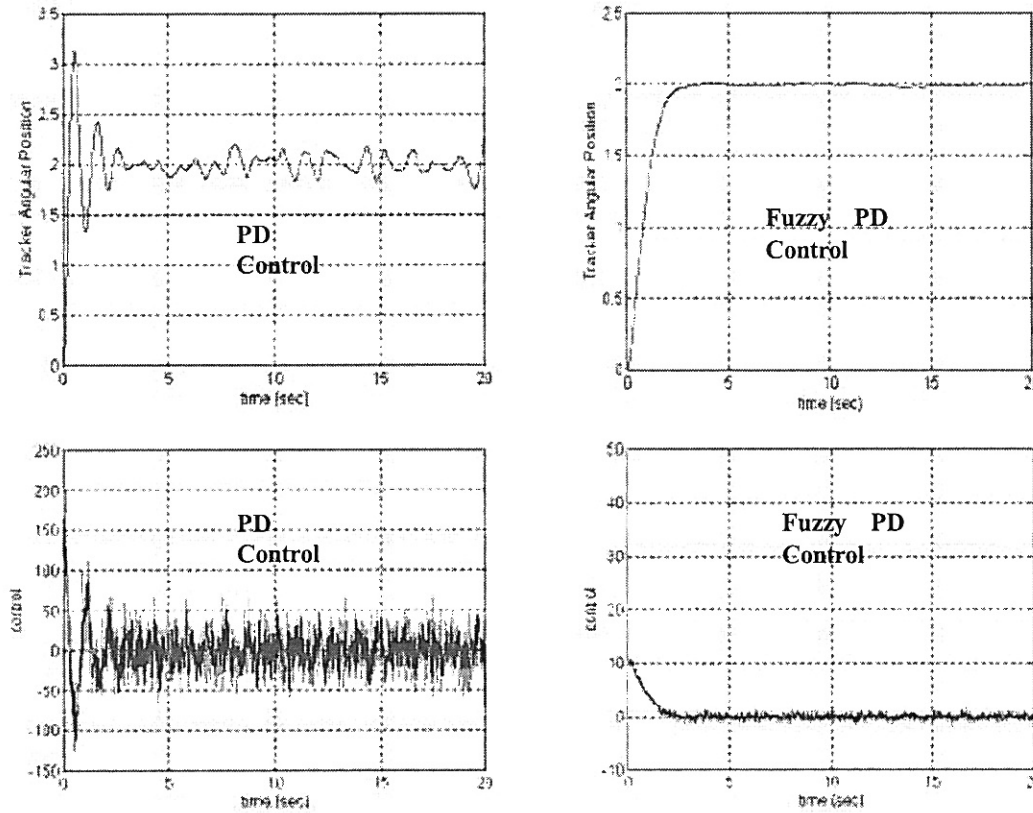 3.5
3
2.5
2
1.5
1
0.5
0
Tracker Angular Position
PD
Control
0 5 10 15 20
time [sec]
2.5
2
1.5
1
0.5
0
Tracker Angular Position
Fuzzy PD
Control
0 5 10 15 2
time (sec)
250
200
150
100
50
0
-50
-100
-150
control
PD
Control
0 5 10 15 20
time [sec]
50
40
30
20
10
0
-10
control
Fuzzy PD
Control
0 5 10 15 2
time (sec)